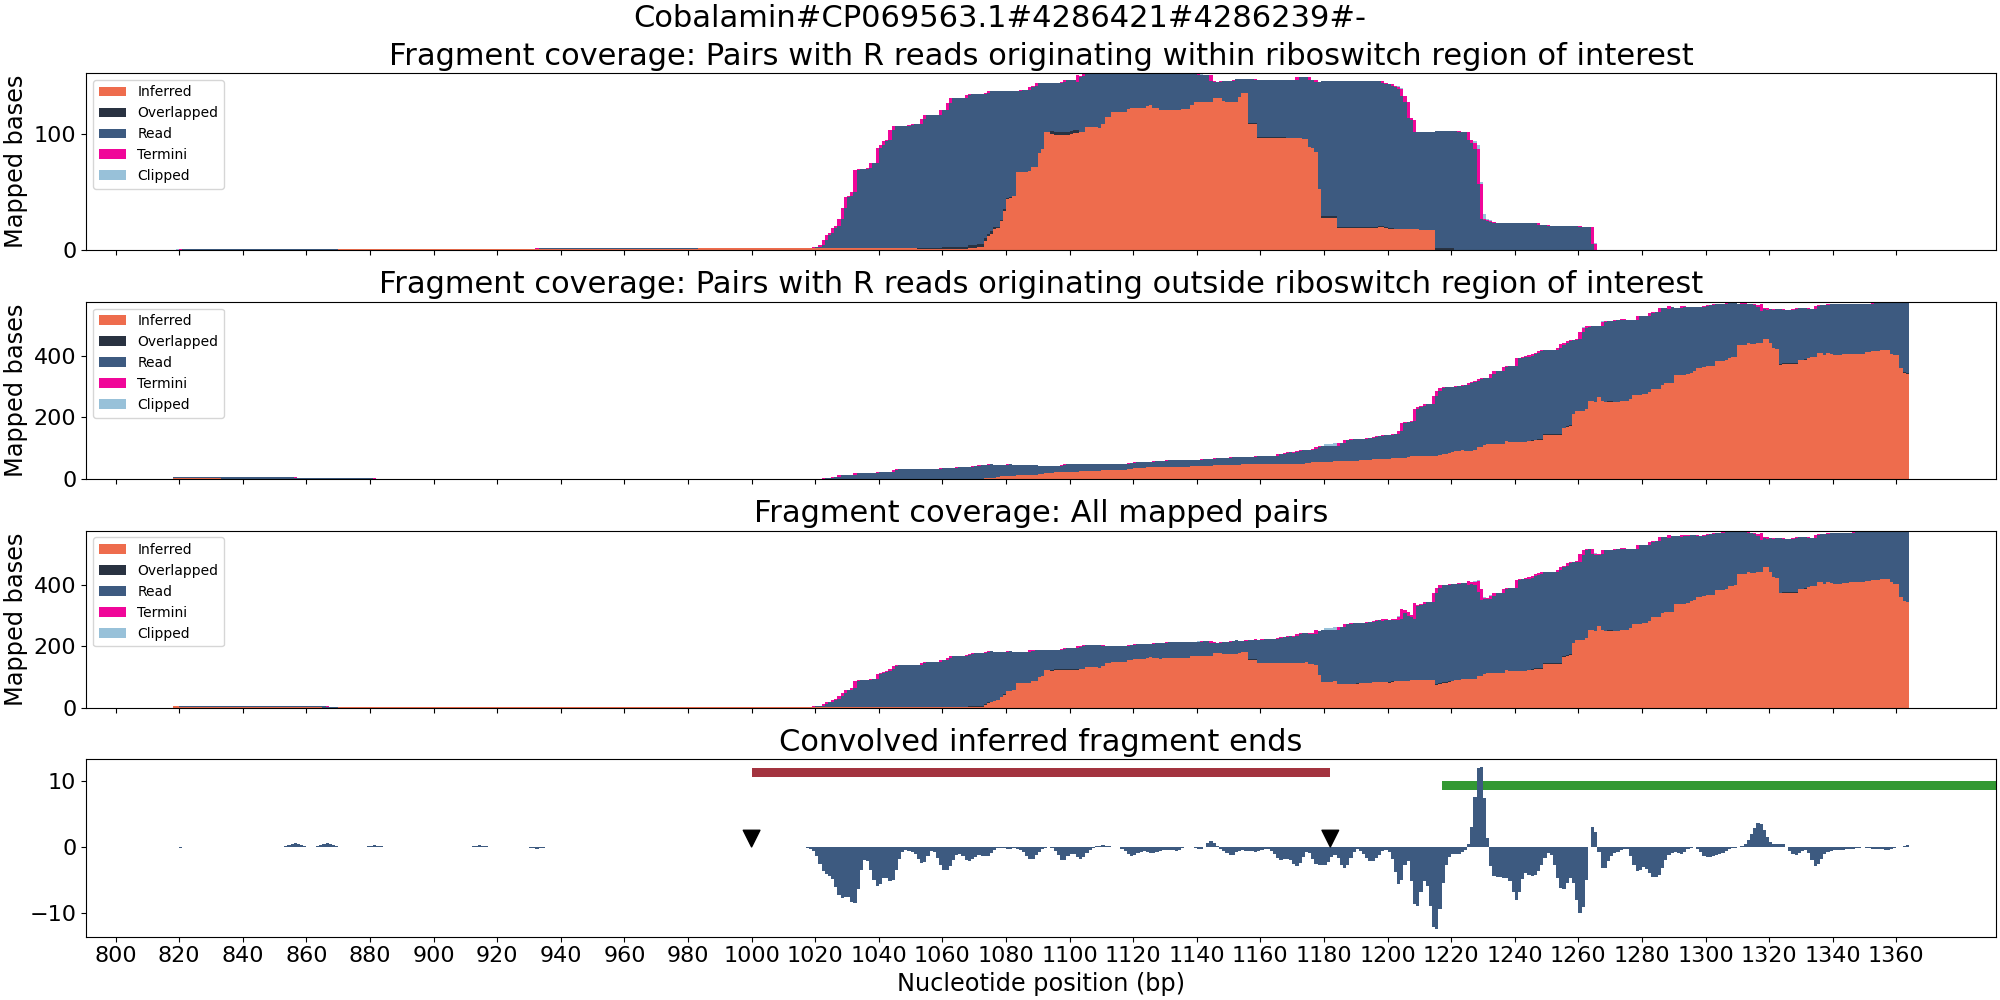 Cobalamin#CP069563.1#4286421#4286239#-
Fragment coverage: Pairs with R reads originating within riboswitch region of interest
Mapped bases
100
0
Inferred
Overlapped
Read
Termini
Clipped
Fragment coverage: Pairs with R reads originating outside riboswitch region of interest
Mapped bases
400
200
0
Inferred
Overlapped
Read
Termini
Clipped
Fragment coverage: All mapped pairs
Mapped bases
400
200
0
Inferred
Overlapped
Read
Termini
Clipped
Convolved inferred fragment ends
10
0
−10
800 820 840 860 880 900 920 940 960 980 1000 1020 1040 1060 1080 1100 1120 1140 1160 1180 1200 1220 1240 1260 1280 1300 1320 1340 1360
Nucleotide position (bp)